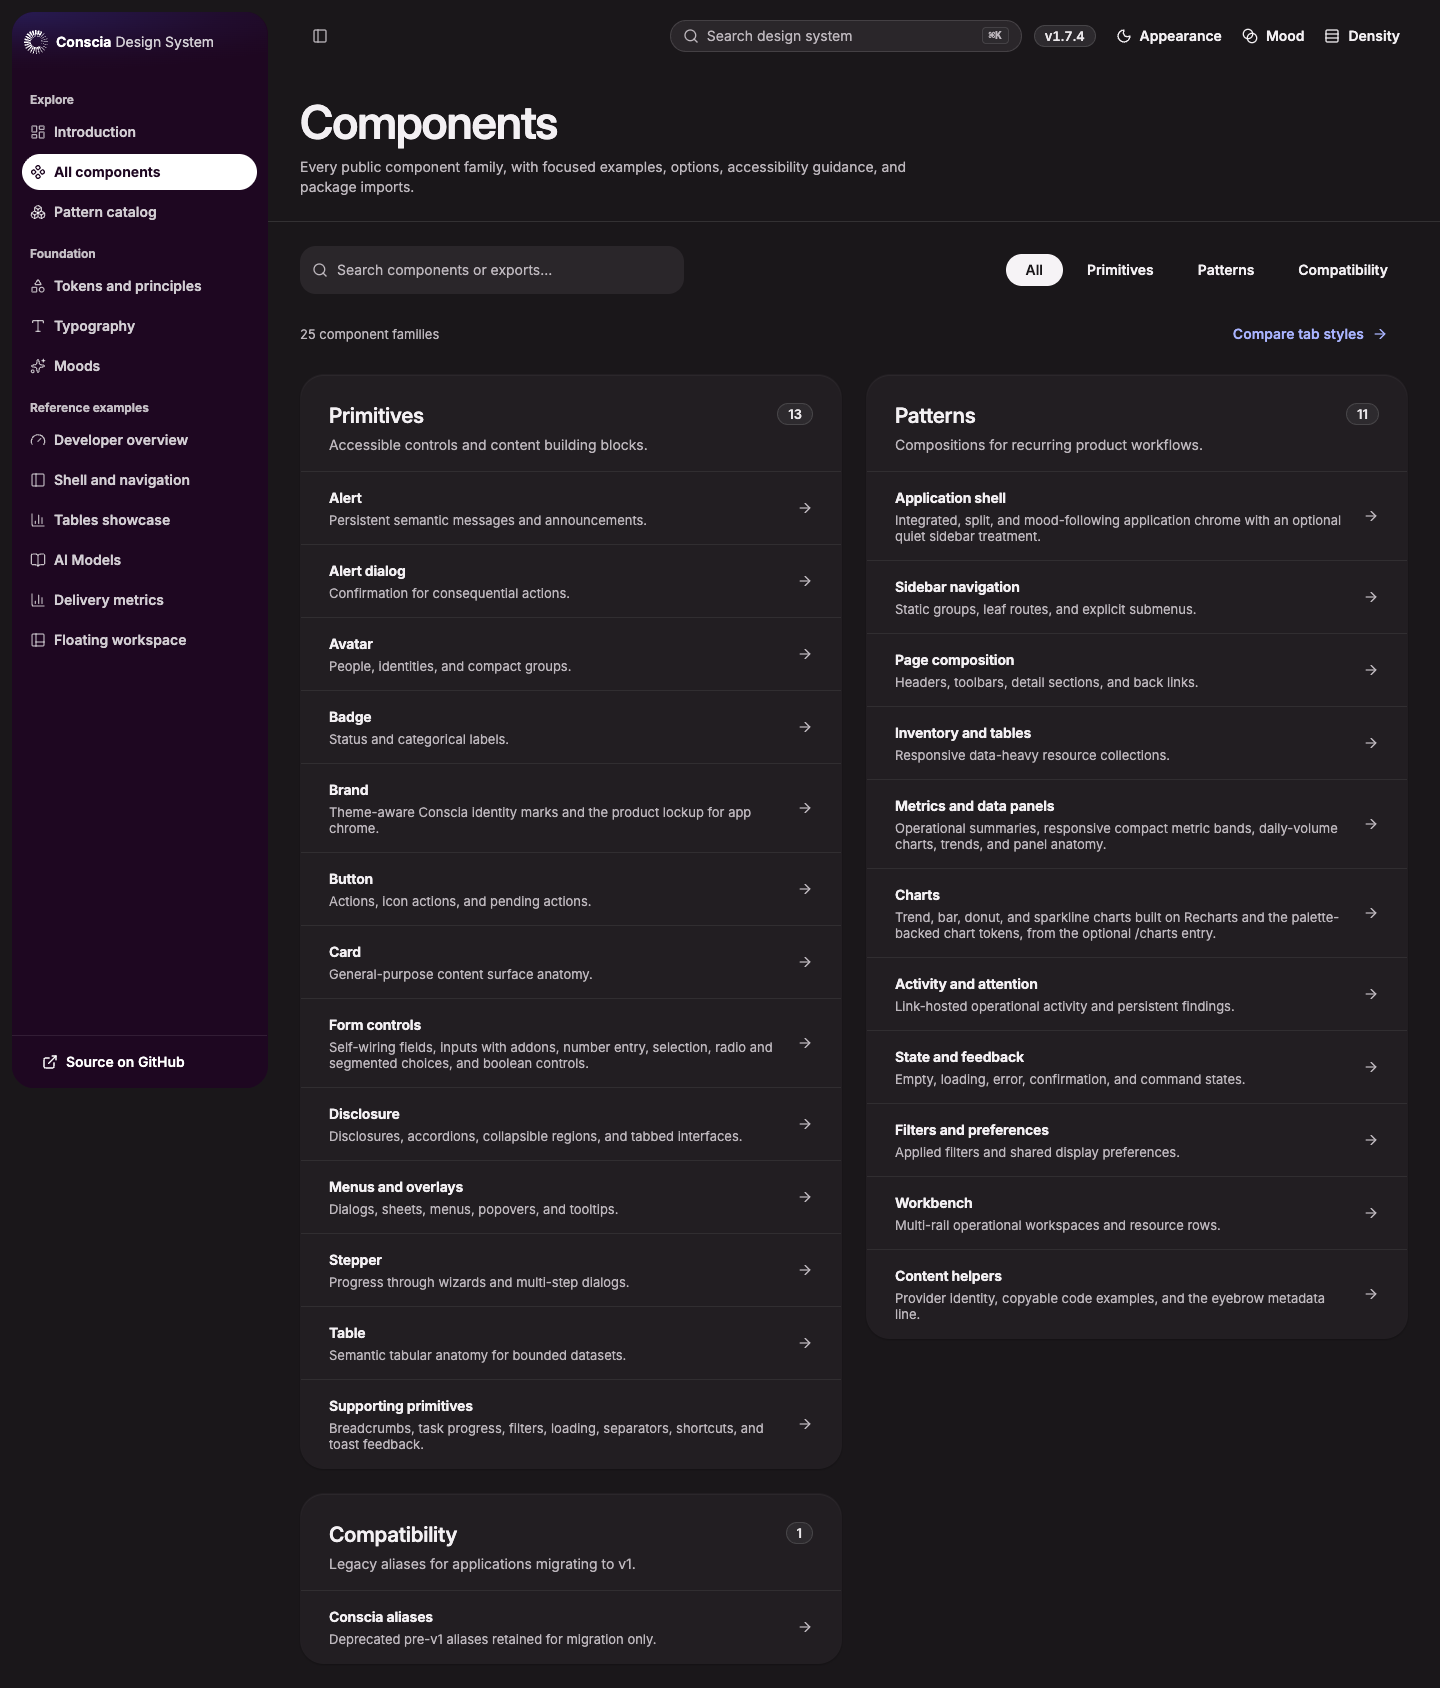 Conscia Design System
Explore
Introduction
All components
Pattern catalog
Foundation
Tokens and principles
Typography
Moods
Reference examples
Developer overview
Shell and navigation
Tables showcase
AI Models
Delivery metrics
Floating workspace
Source on GitHub
Search design system
⌘K
v1.7.4
Appearance
Mood
Density
Components
Every public component family, with focused examples, options, accessibility guidance, and
package imports.
Search components or exports...
All
Primitives
Patterns
Compatibility
25 component families
Compare tab styles
Primitives
13
Accessible controls and content building blocks.
Alert
Persistent semantic messages and announcements.
Alert dialog
Confirmation for consequential actions.
Avatar
People, identities, and compact groups.
Badge
Status and categorical labels.
Brand
Theme-aware Conscia identity marks and the product lockup for app
chrome.
Button
Actions, icon actions, and pending actions.
Card
General-purpose content surface anatomy.
Form controls
Self-wiring fields, inputs with addons, number entry, selection, radio and
segmented choices, and boolean controls.
Disclosure
Disclosures, accordions, collapsible regions, and tabbed interfaces.
Menus and overlays
Dialogs, sheets, menus, popovers, and tooltips.
Stepper
Progress through wizards and multi-step dialogs.
Table
Semantic tabular anatomy for bounded datasets.
Supporting primitives
Breadcrumbs, task progress, filters, loading, separators, shortcuts, and
toast feedback.
Patterns
11
Compositions for recurring product workflows.
Application shell
Integrated, split, and mood-following application chrome with an optional
quiet sidebar treatment.
Sidebar navigation
Static groups, leaf routes, and explicit submenus.
Page composition
Headers, toolbars, detail sections, and back links.
Inventory and tables
Responsive data-heavy resource collections.
Metrics and data panels
Operational summaries, responsive compact metric bands, daily-volume
charts, trends, and panel anatomy.
Charts
Trend, bar, donut, and sparkline charts built on Recharts and the palette-
backed chart tokens, from the optional /charts entry.
Activity and attention
Link-hosted operational activity and persistent findings.
State and feedback
Empty, loading, error, confirmation, and command states.
Filters and preferences
Applied filters and shared display preferences.
Workbench
Multi-rail operational workspaces and resource rows.
Content helpers
Provider identity, copyable code examples, and the eyebrow metadata
line.
Compatibility
1
Legacy aliases for applications migrating to v1.
Conscia aliases
Deprecated pre-v1 aliases retained for migration only.